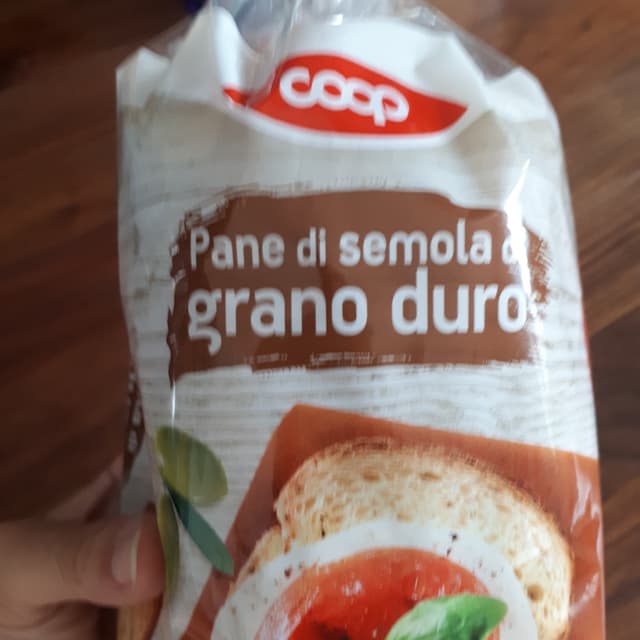 coop
Pane di semola d
grano duro